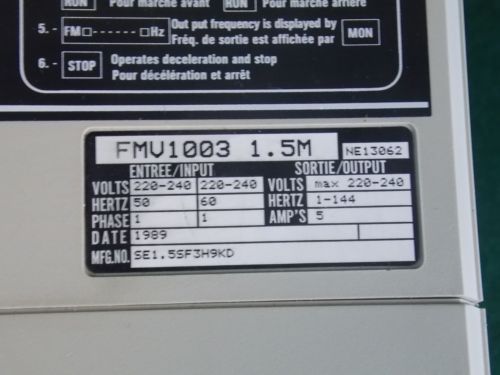 RUN Pour marche avant RUN Pour marche arrière
5. - FM□------□Hz Out put frequency is displayed by MON
Fréq. de sortie est affichée par
6. - STOP Operates deceleration and stop
Pour décélération et arrêt
FMV1003 1.5M NE13062
ENTREE/INPUT SORTIE/OUTPUT
VOLTS 220-240 220-240 VOLTS max 220-240
HERTZ 50 60 HERTZ 1-144
PHASE 1 1 AMP'S 5
DATE 1989
MFG.NO. SE1.5SF3H9KD